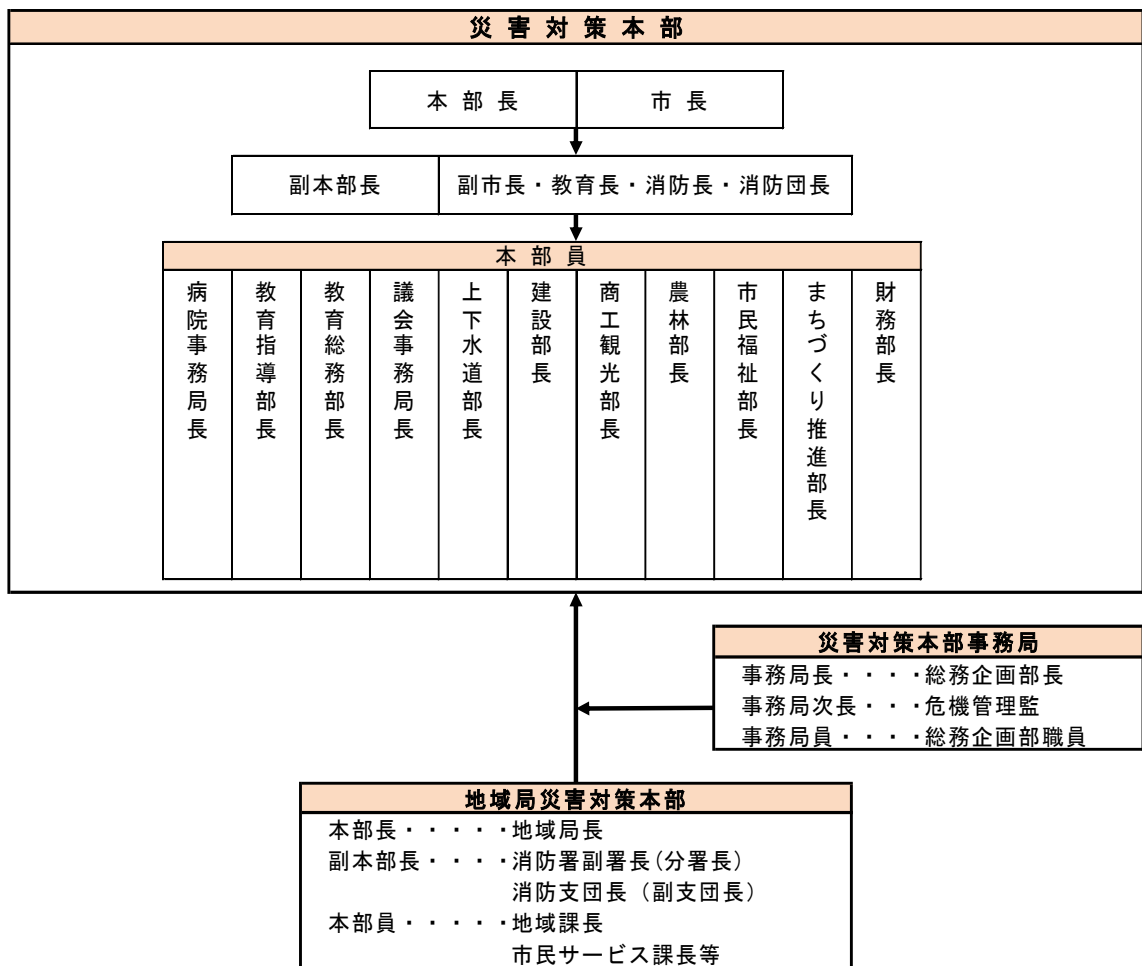 災害対策本部
本部長
市長
副本部長
副市長・教育長・消防長・消防団長
本部員
病院事務局長
教育指導部長
教育総務部長
議会事務局長
上下水道部長
建設部長
商工観光部長
農林部長
市民福祉部長
まちづくり推進部長
財務部長
災害対策本部事務局
事務局長・・・・総務企画部長
事務局次長・・・危機管理監
事務局員・・・・総務企画部職員
地域局災害対策本部
本部長・・・・・地域局長
副本部長・・・・消防署副署長(分署長)
消防支団長（副支団長）
本部員・・・・・地域課長
市民サービス課長等